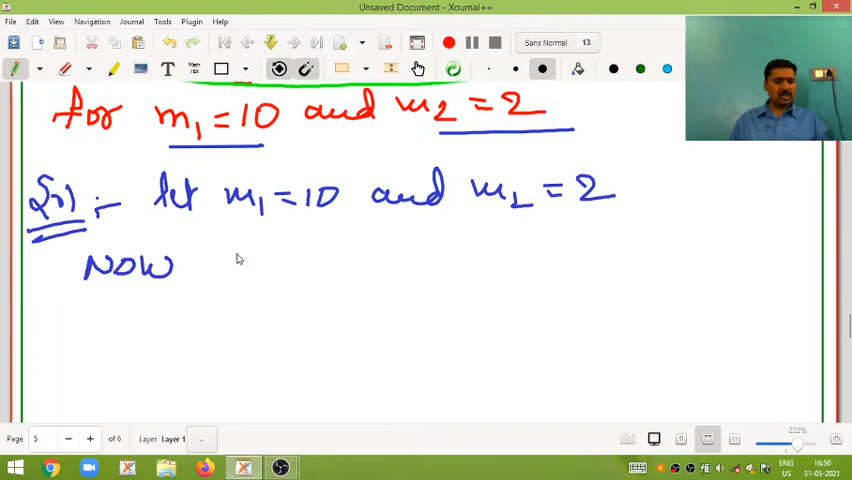 Unsaved Document - Xournal++
File Edit View Navigation Journal Tools Plugin Help
Sans Normal 13
Math TEX
for m₁ = 10 and m₂ = 2
Sol :- let m₁ = 10 and m₂ = 2
NOW
Page 5 of 6 Layer Layer 1
222%
ENG 16:50
US 31-05-2021